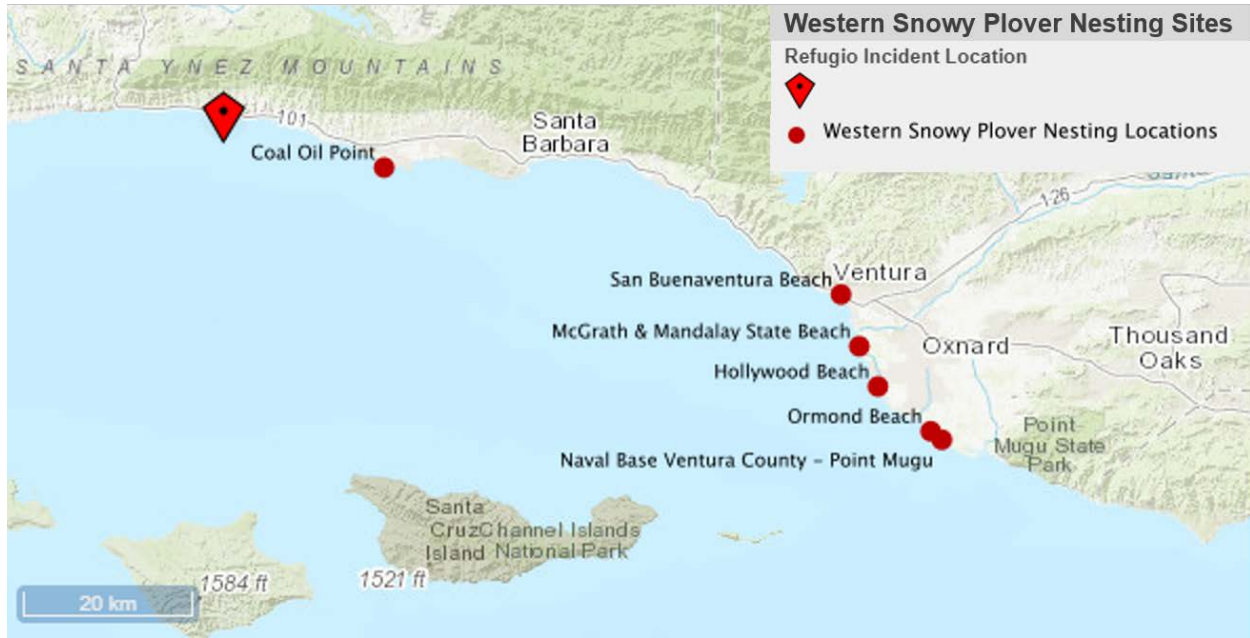 Western Snowy Plover Nesting Sites
Refugio Incident Location
Western Snowy Plover Nesting Locations
SANTA YNEZ MOUNTAINS
101
Santa
Barbara
Coal Oil Point
126
San Buenaventura Beach
Ventura
McGrath & Mandalay State Beach
Oxnard
Thousand
Oaks
Hollywood Beach
Ormond Beach
Point
Mugu State
Park
Naval Base Ventura County – Point Mugu
Santa
Cruz
Island
Channel Islands
National Park
1584 ft
1521 ft
20 km